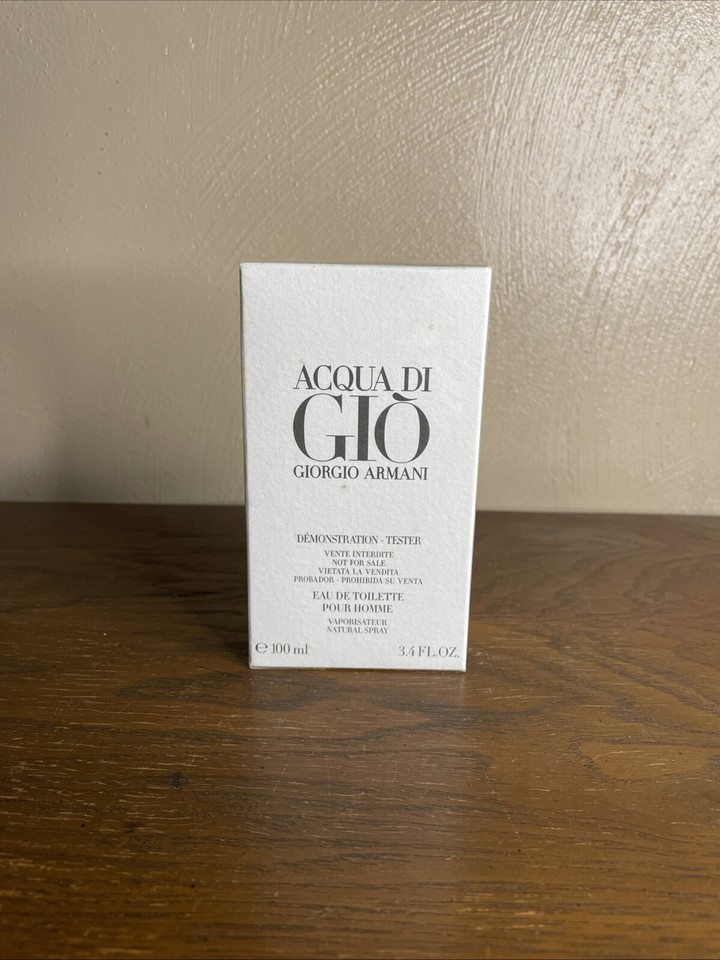 ACQUA DI
GIÒ
GIORGIO ARMANI
DÉMONSTRATION - TESTER
VENTE INTERDITE
NOT FOR SALE
VIETATA LA VENDITA
PROBADOR - PROHIBIDA SU VENTA
EAU DE TOILETTE
POUR HOMME
VAPORISATEUR
NATURAL SPRAY
℮ 100 ml 3.4 FL.OZ.